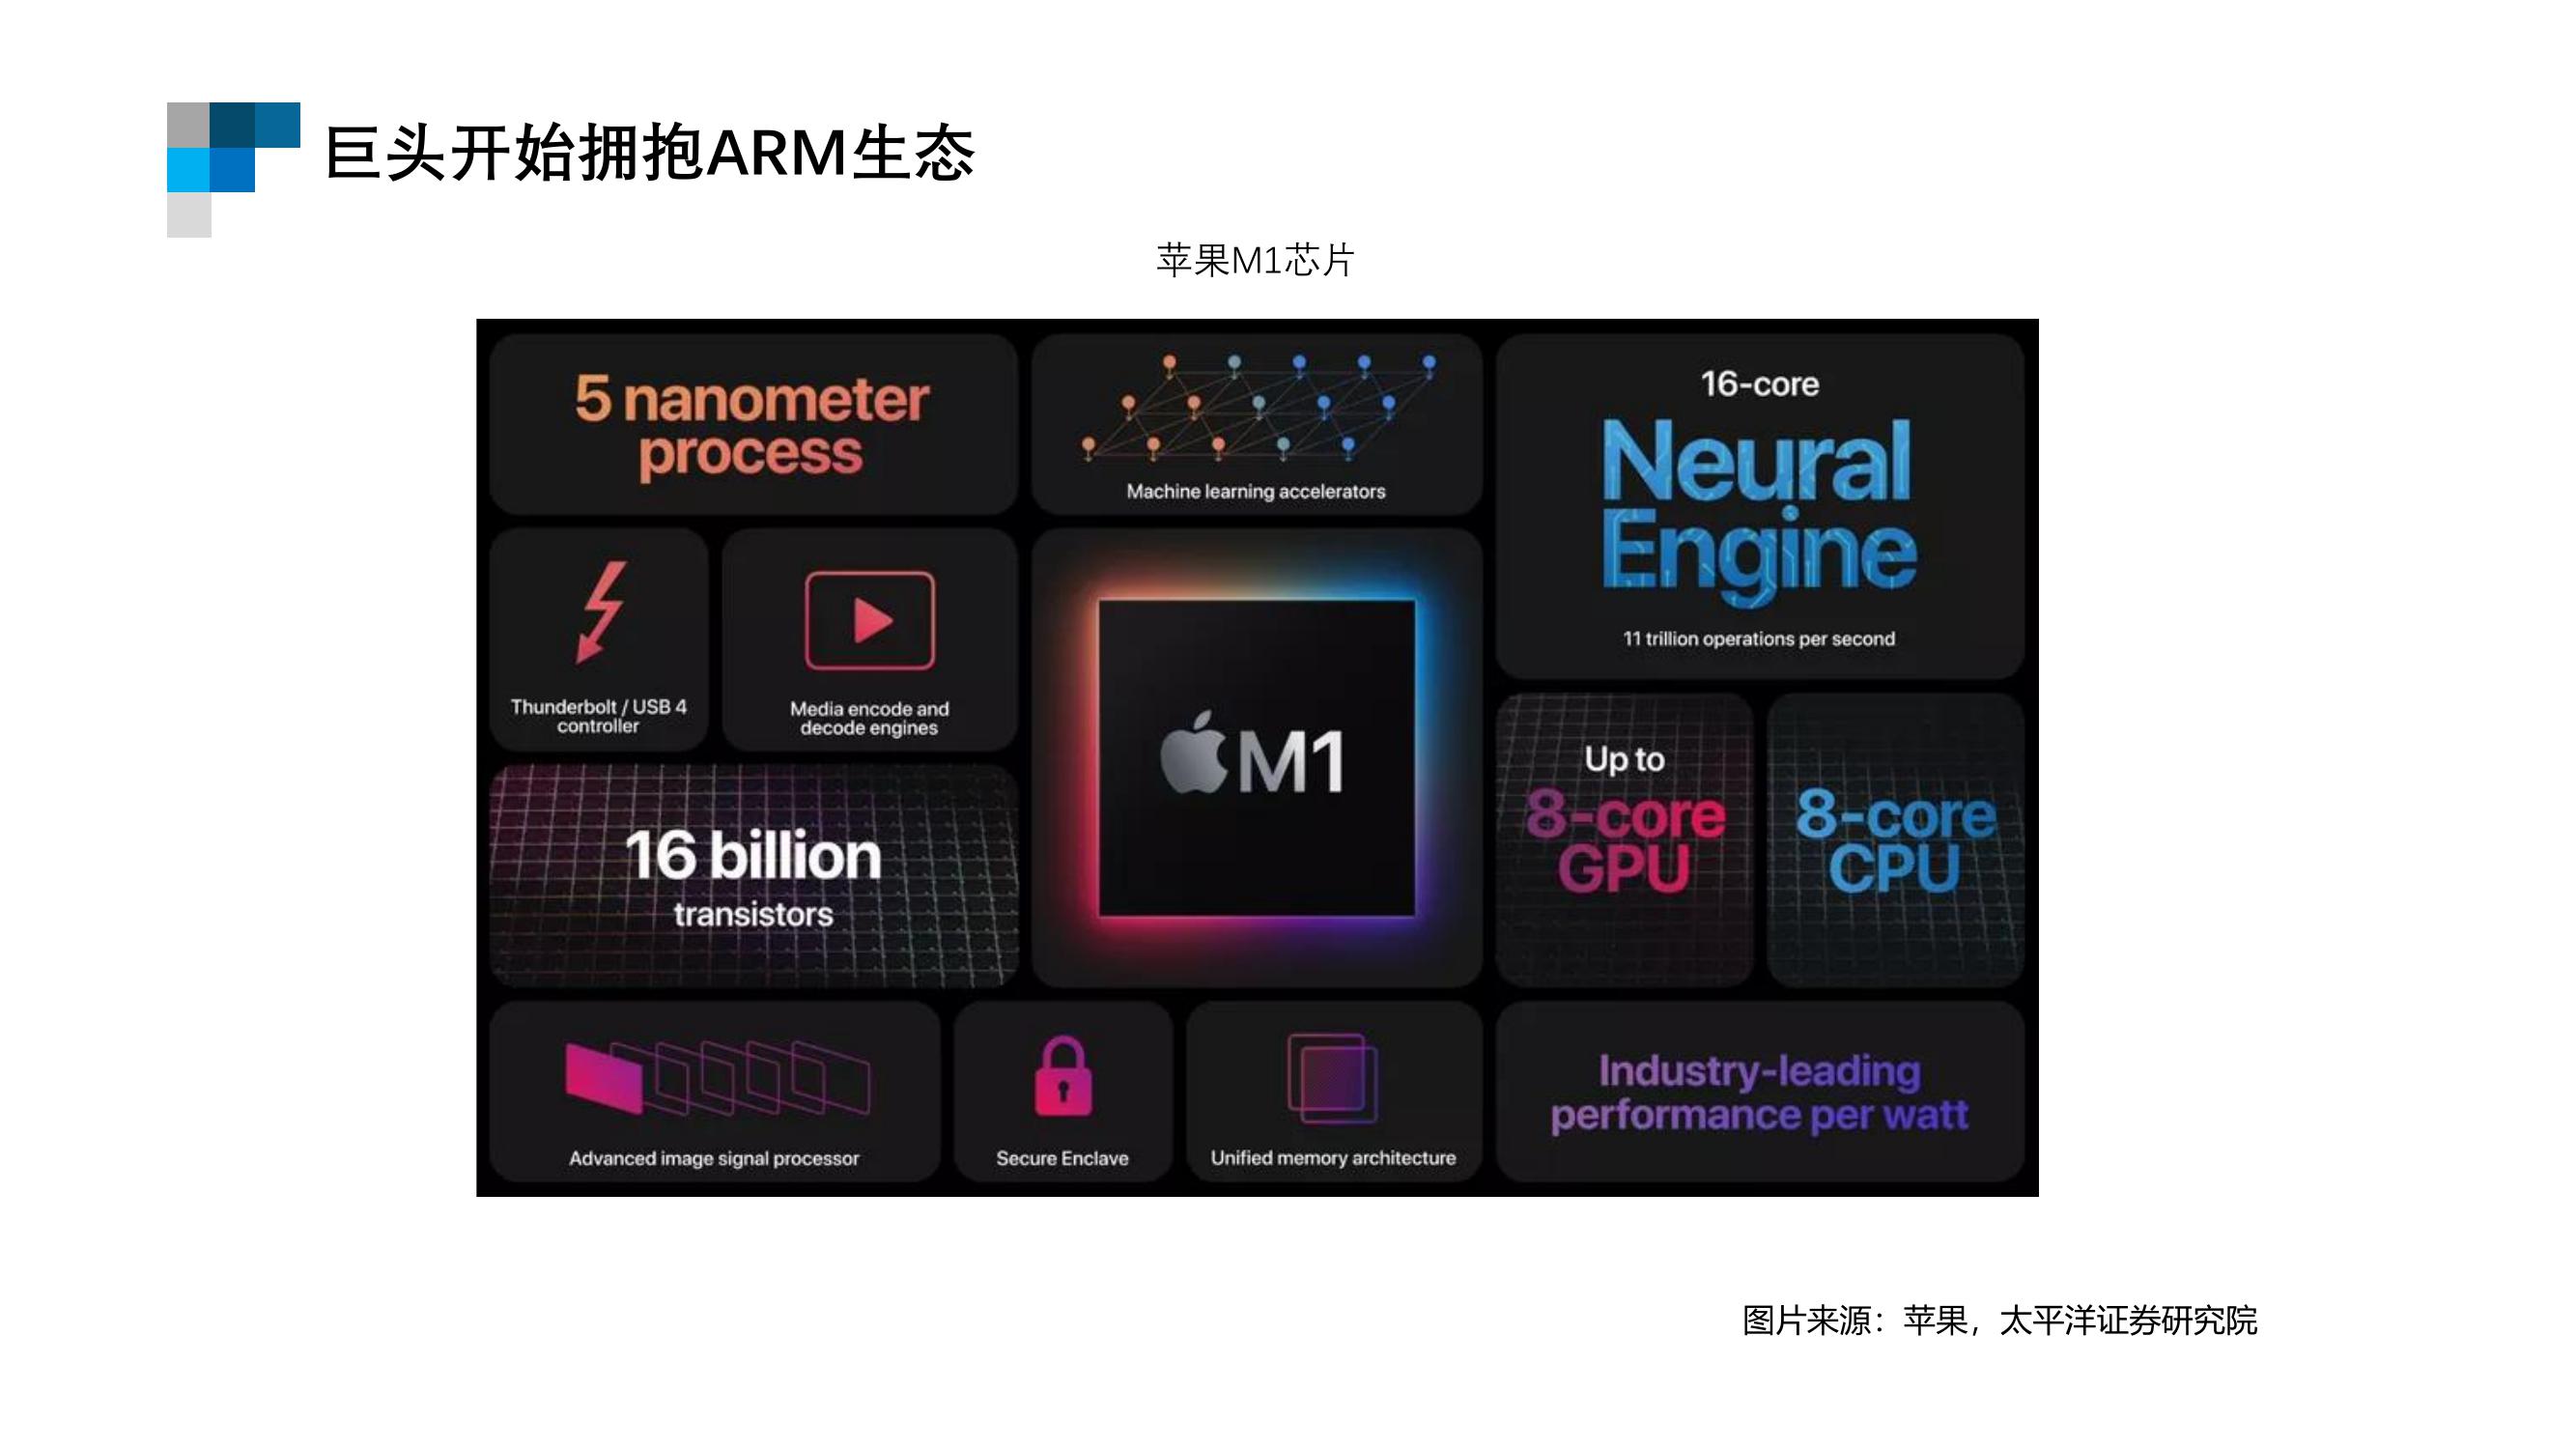 巨头开始拥抱ARM生态
苹果M1芯片
5 nanometer
process
Machine learning accelerators
16-core
Neural
Engine
11 trillion operations per second
Thunderbolt / USB 4
controller
Media encode and
decode engines
M1
Up to
8-core
GPU
8-core
CPU
16 billion
transistors
Advanced image signal processor
Secure Enclave
Unified memory architecture
Industry-leading
performance per watt
图片来源：苹果，太平洋证券研究院